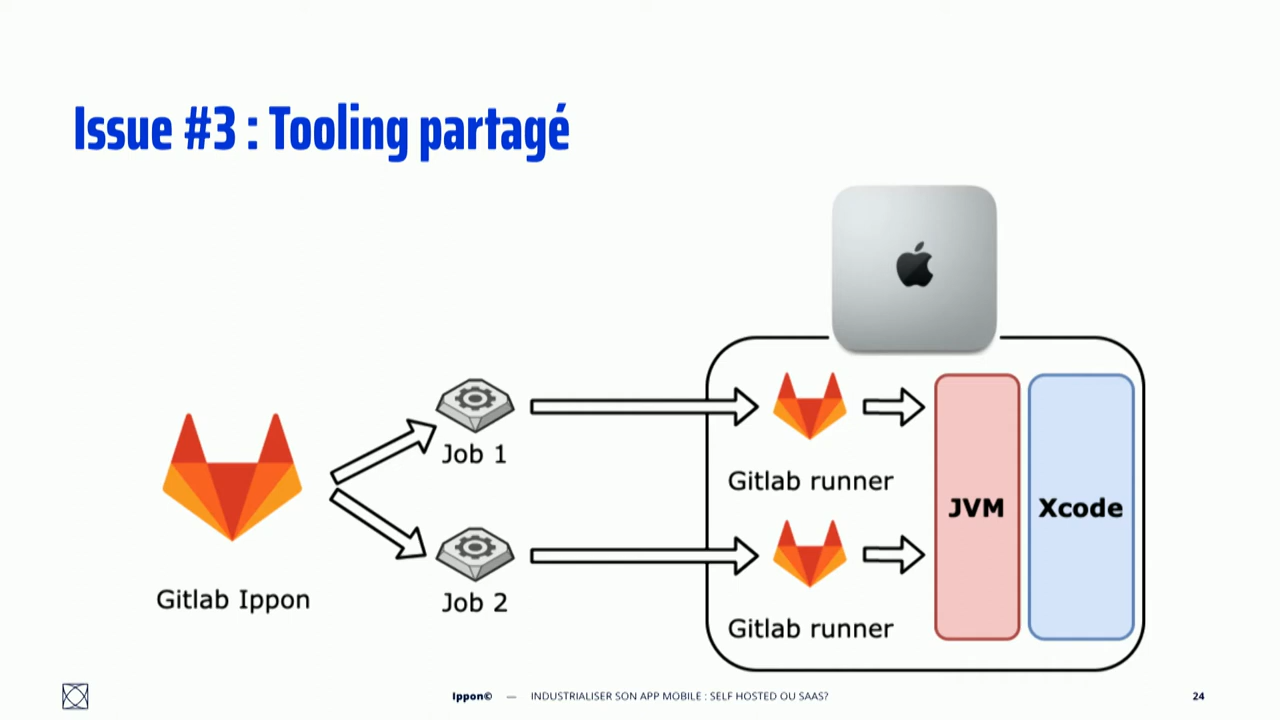 Issue #3 : Tooling partagé
Job 1
Gitlab runner
JVM
Xcode
Gitlab Ippon
Job 2
Gitlab runner
Ippon© — INDUSTRIALISER SON APP MOBILE : SELF HOSTED OU SAAS? 24